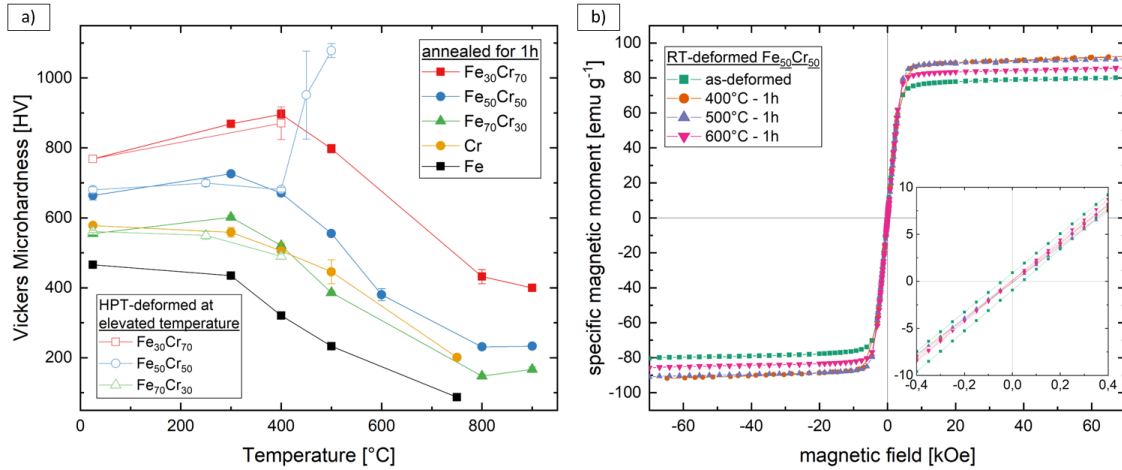 a)
Vickers Microhardness [HV]
1000
800
600
400
200
0
200
400
600
800
Temperature [°C]
annealed for 1h
Fe30Cr70
Fe50Cr50
Fe70Cr30
Cr
Fe
HPT-deformed at
elevated temperature
Fe30Cr70
Fe50Cr50
Fe70Cr30
b)
specific magnetic moment [emu g⁻¹]
100
80
60
40
20
0
-20
-40
-60
-80
-100
-60
-40
-20
0
20
40
60
magnetic field [kOe]
RT-deformed Fe50Cr50
as-deformed
400°C - 1h
500°C - 1h
600°C - 1h
10
5
0
-5
-10
-0,4
-0,2
0,0
0,2
0,4